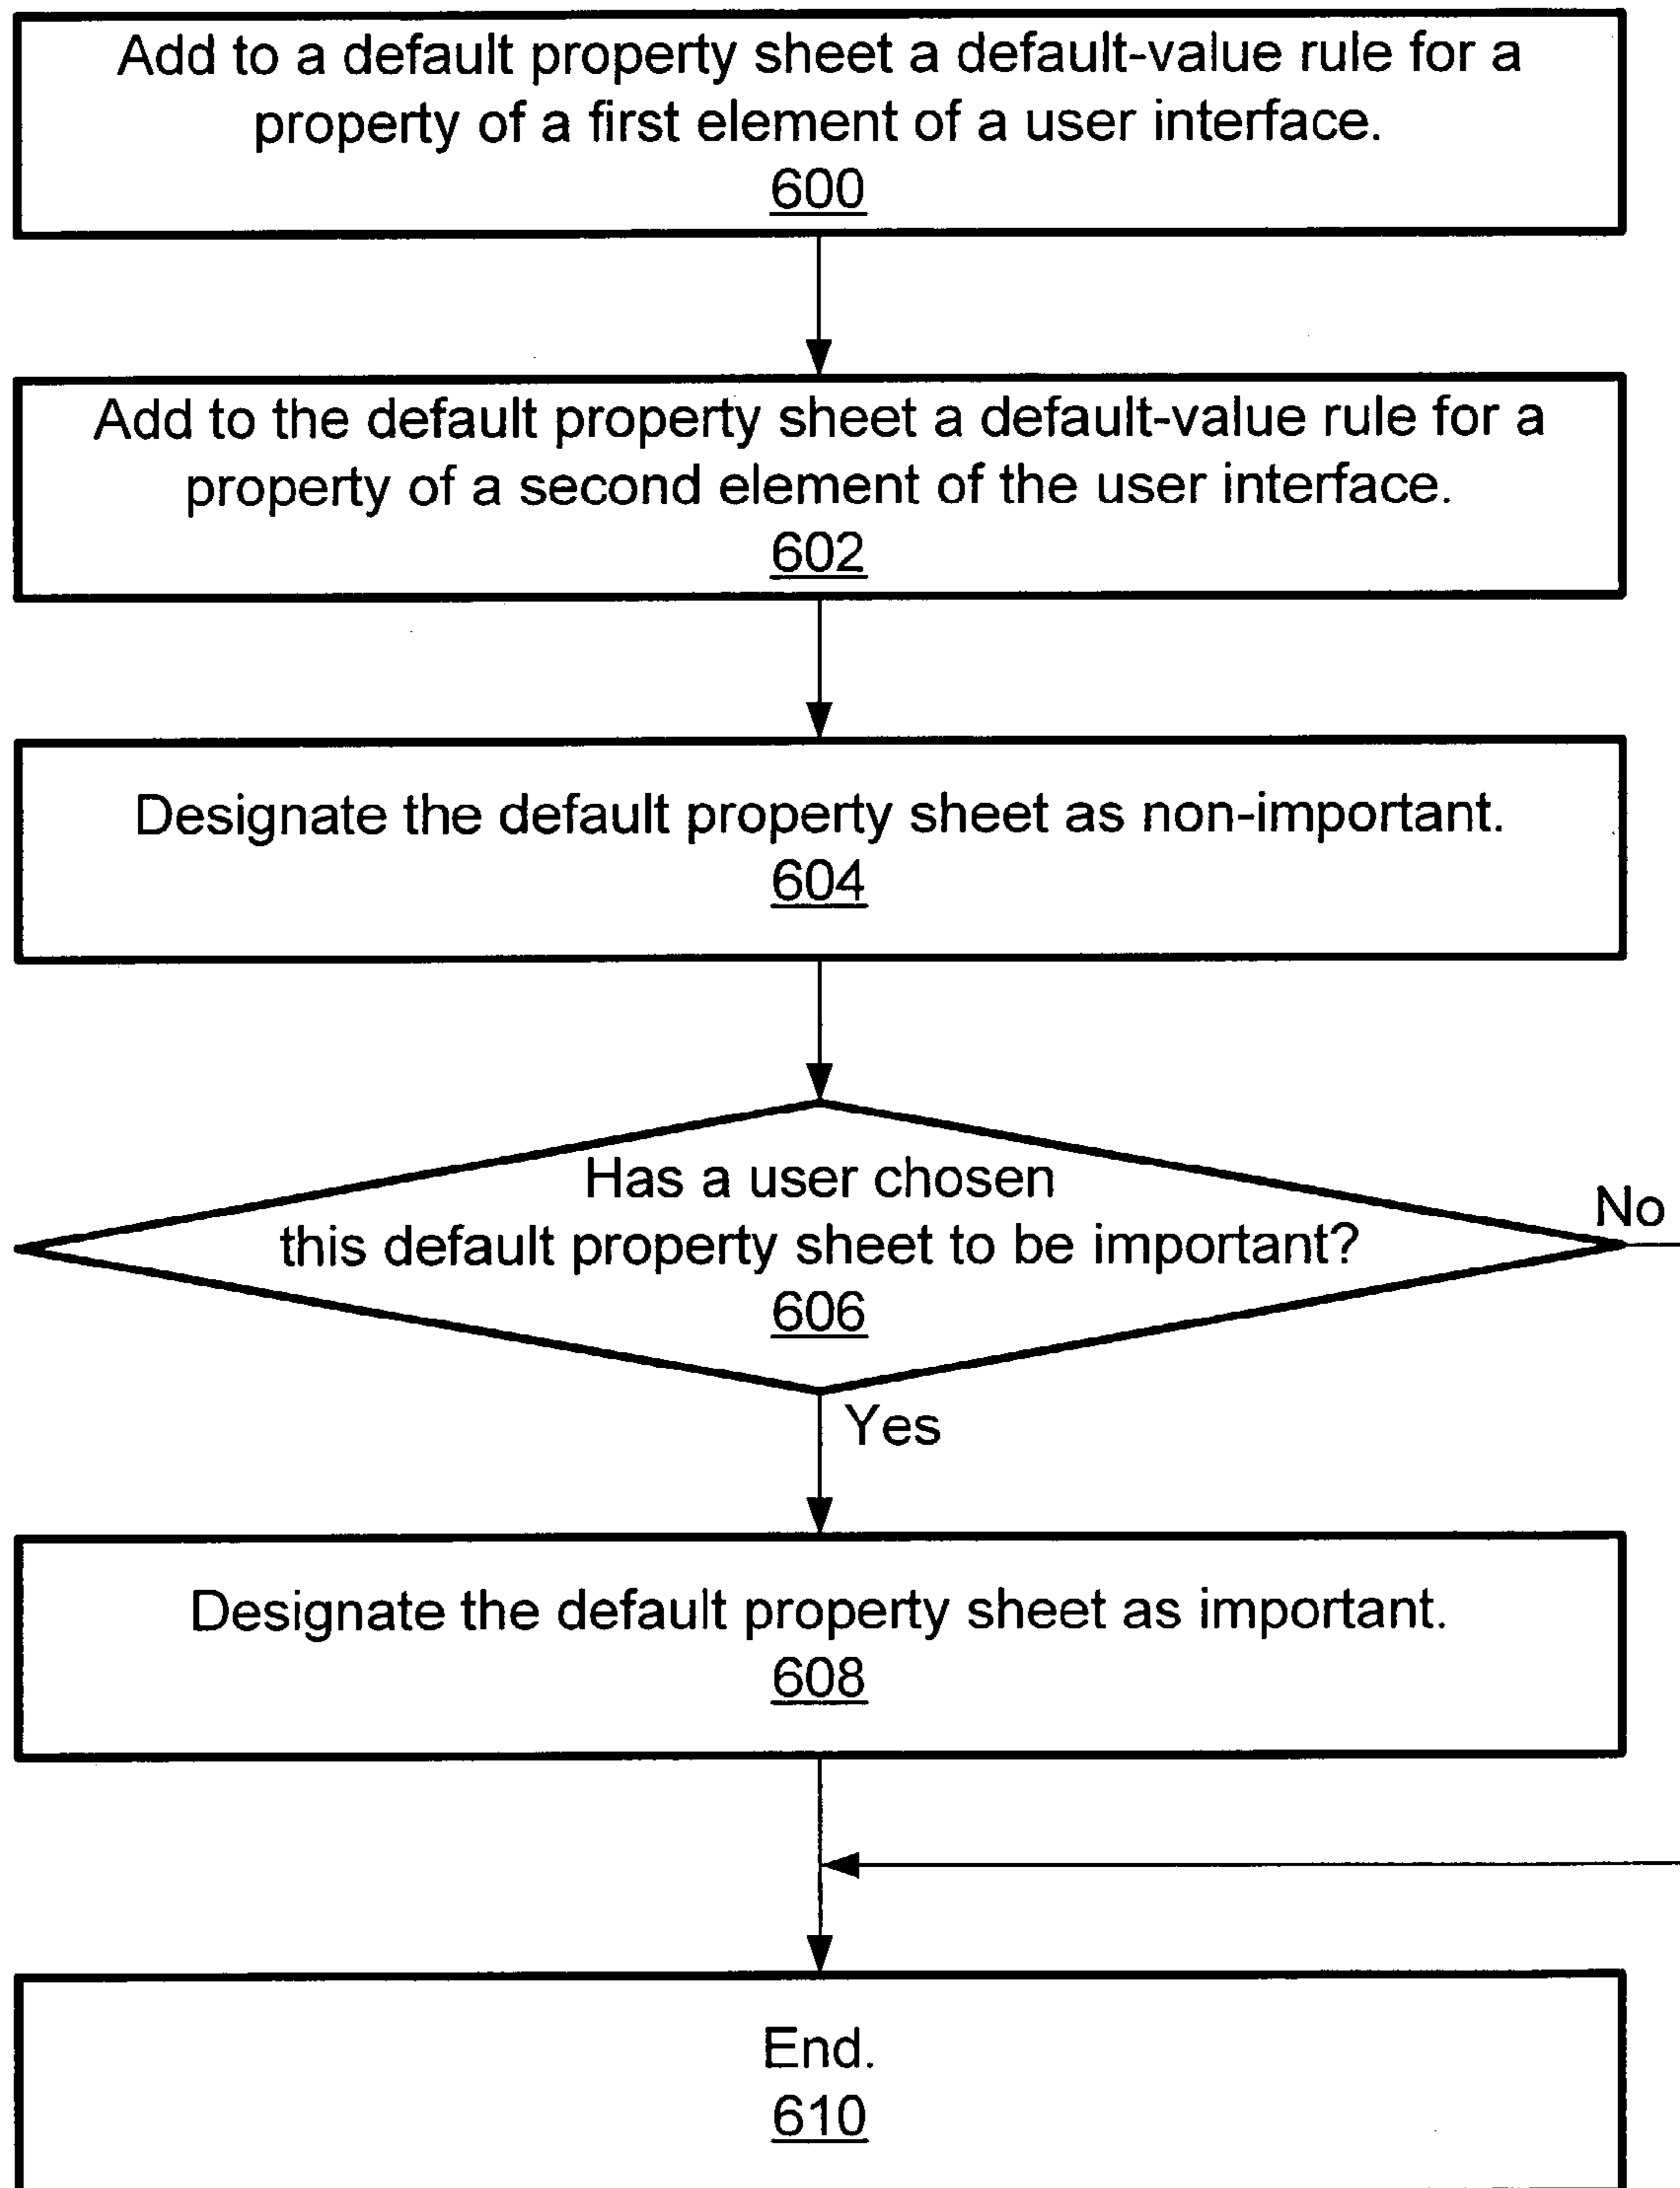 Add to a default property sheet a default-value rule for a
property of a first element of a user interface.
600
Add to the default property sheet a default-value rule for a
property of a second element of the user interface.
602
Designate the default property sheet as non-important.
604
Has a user chosen
this default property sheet to be important?
606
No
Yes
Designate the default property sheet as important.
608
End.
610